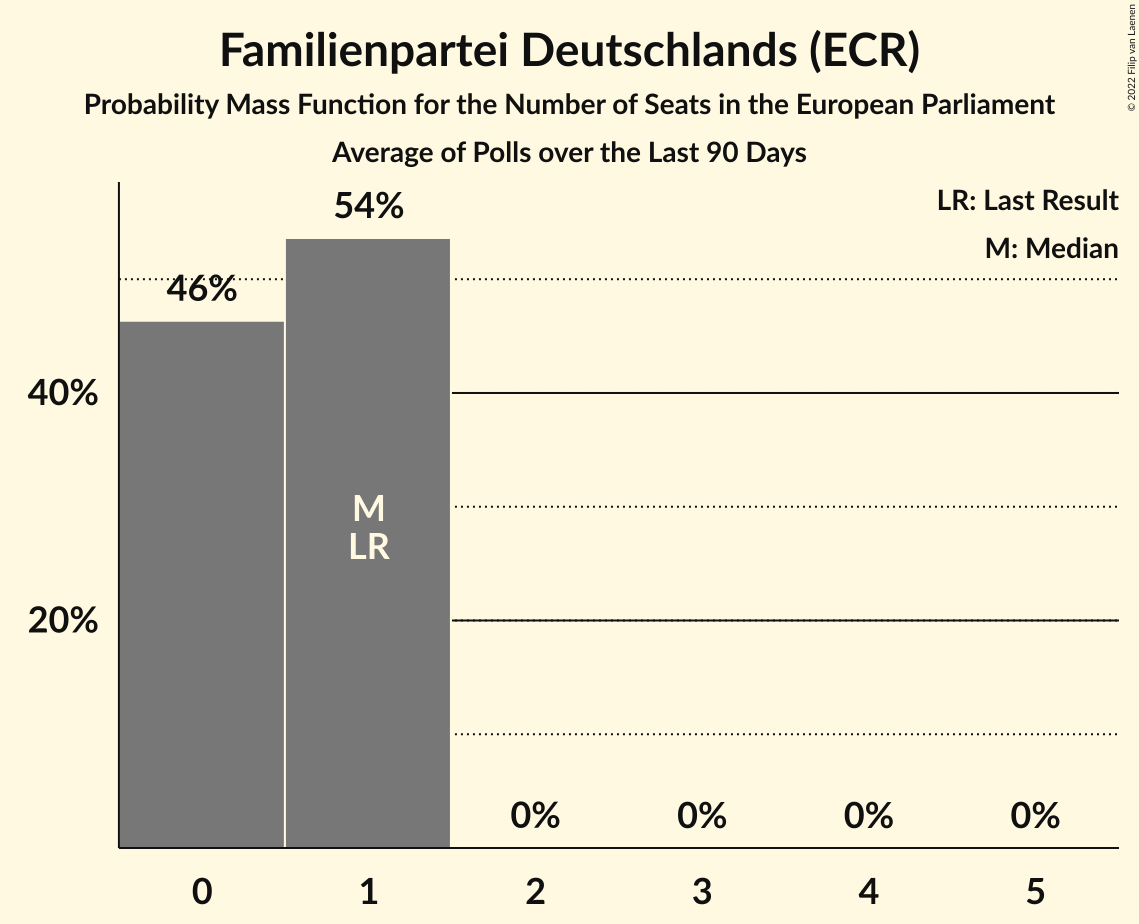 Familienpartei Deutschlands (ECR)
Probability Mass Function for the Number of Seats in the European Parliament
Average of Polls over the Last 90 Days
© 2022 Filip van Laenen
LR: Last Result
M: Median
54%
46%
40%
20%
M
LR
0%
0%
0%
0%
0
1
2
3
4
5